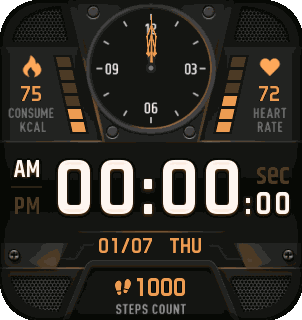 12
09 03
06
75
CONSUME
KCAL
72
HEART
RATE
AM
PM
00:00:00
sec
01/07 THU
1000
STEPS COUNT